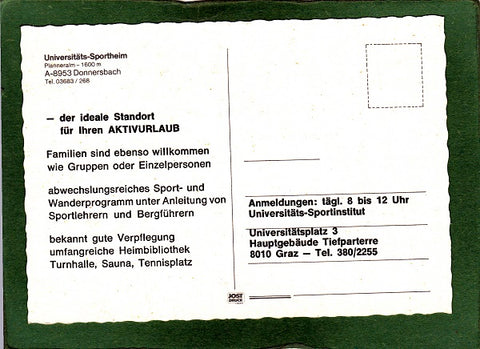 Universitäts-Sportheim
Planneralm - 1600 m
A-8953 Donnersbach
Tel. 03683 / 268
— der ideale Standort
für Ihren AKTIVURLAUB
Familien sind ebenso willkommen
wie Gruppen oder Einzelpersonen
abwechslungsreiches Sport- und
Wanderprogramm unter Anleitung von
Sportlehrern und Bergführern
bekannt gute Verpflegung
umfangreiche Heimbibliothek
Turnhalle, Sauna, Tennisplatz
Anmeldungen: tägl. 8 bis 12 Uhr
Universitäts-Sportinstitut
Universitätsplatz 3
Hauptgebäude Tiefparterre
8010 Graz — Tel. 380/2255
JOST
DRUCK